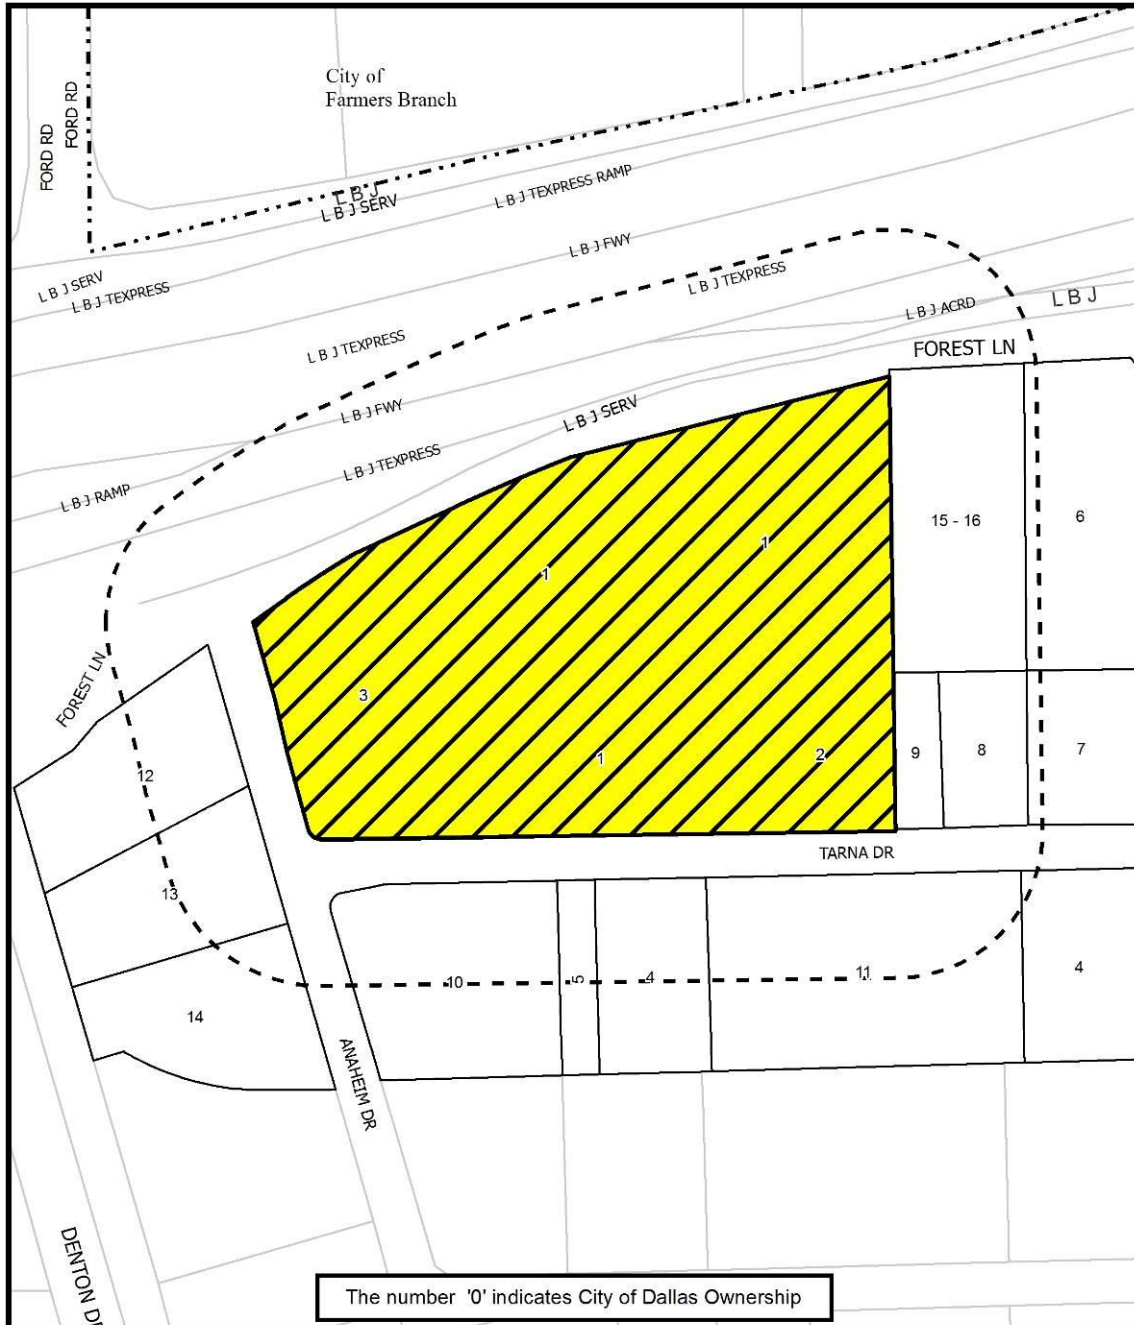 City of
Farmers Branch
FORD RD
FORD RD
L B J
L B J SERV
L B J TEXPRESS RAMP
L B J FWY
L B J SERV
L B J TEXPRESS
L B J TEXPRESS
L B J ACRD
L B J
L B J TEXPRESS
FOREST LN
L B J FWY
L B J SERV
L B J TEXPRESS
L B J RAMP
15 - 16
6
1
1
FOREST LN
3
1
2
9
8
7
12
TARNA DR
13
10
5
4
11
4
14
ANAHEIM DR
DENTON DR
The number '0' indicates City of Dallas Ownership